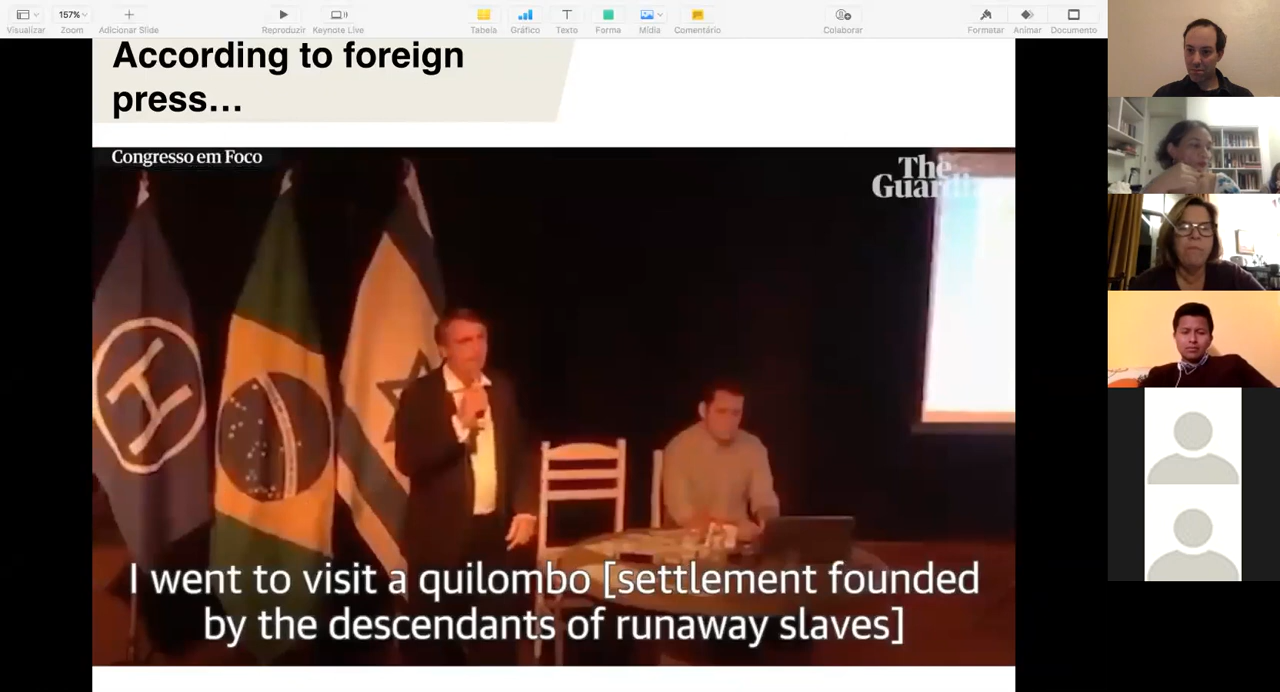 157%
Visualizar
Zoom
Adicionar Slide
Reproduzir
Keynote Live
Tabela
Gráfico
Texto
Forma
Mídia
Comentário
Colaborar
Formatar
Animar
Documento
According to foreign
press...
Congresso em Foco
The
Guardi
I went to visit a quilombo [settlement founded
by the descendants of runaway slaves]